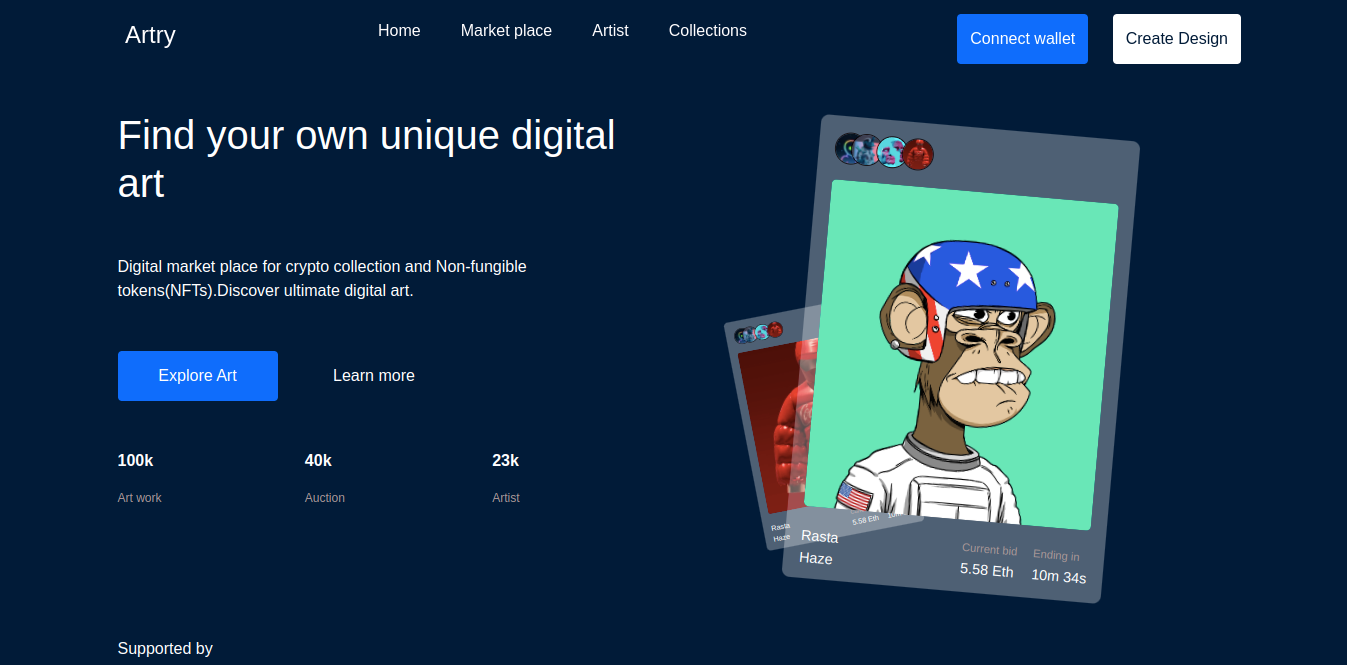 Artry
Home
Market place
Artist
Collections
Connect wallet
Create Design
Find your own unique digital
art
Digital market place for crypto collection and Non-fungible
tokens(NFTs).Discover ultimate digital art.
Explore Art
Learn more
100k
40k
23k
Art work
Auction
Artist
Rasta
Haze
5.58 Eth
Rasta
Haze
Current bid
5.58 Eth
Ending in
10m 34s
Supported by